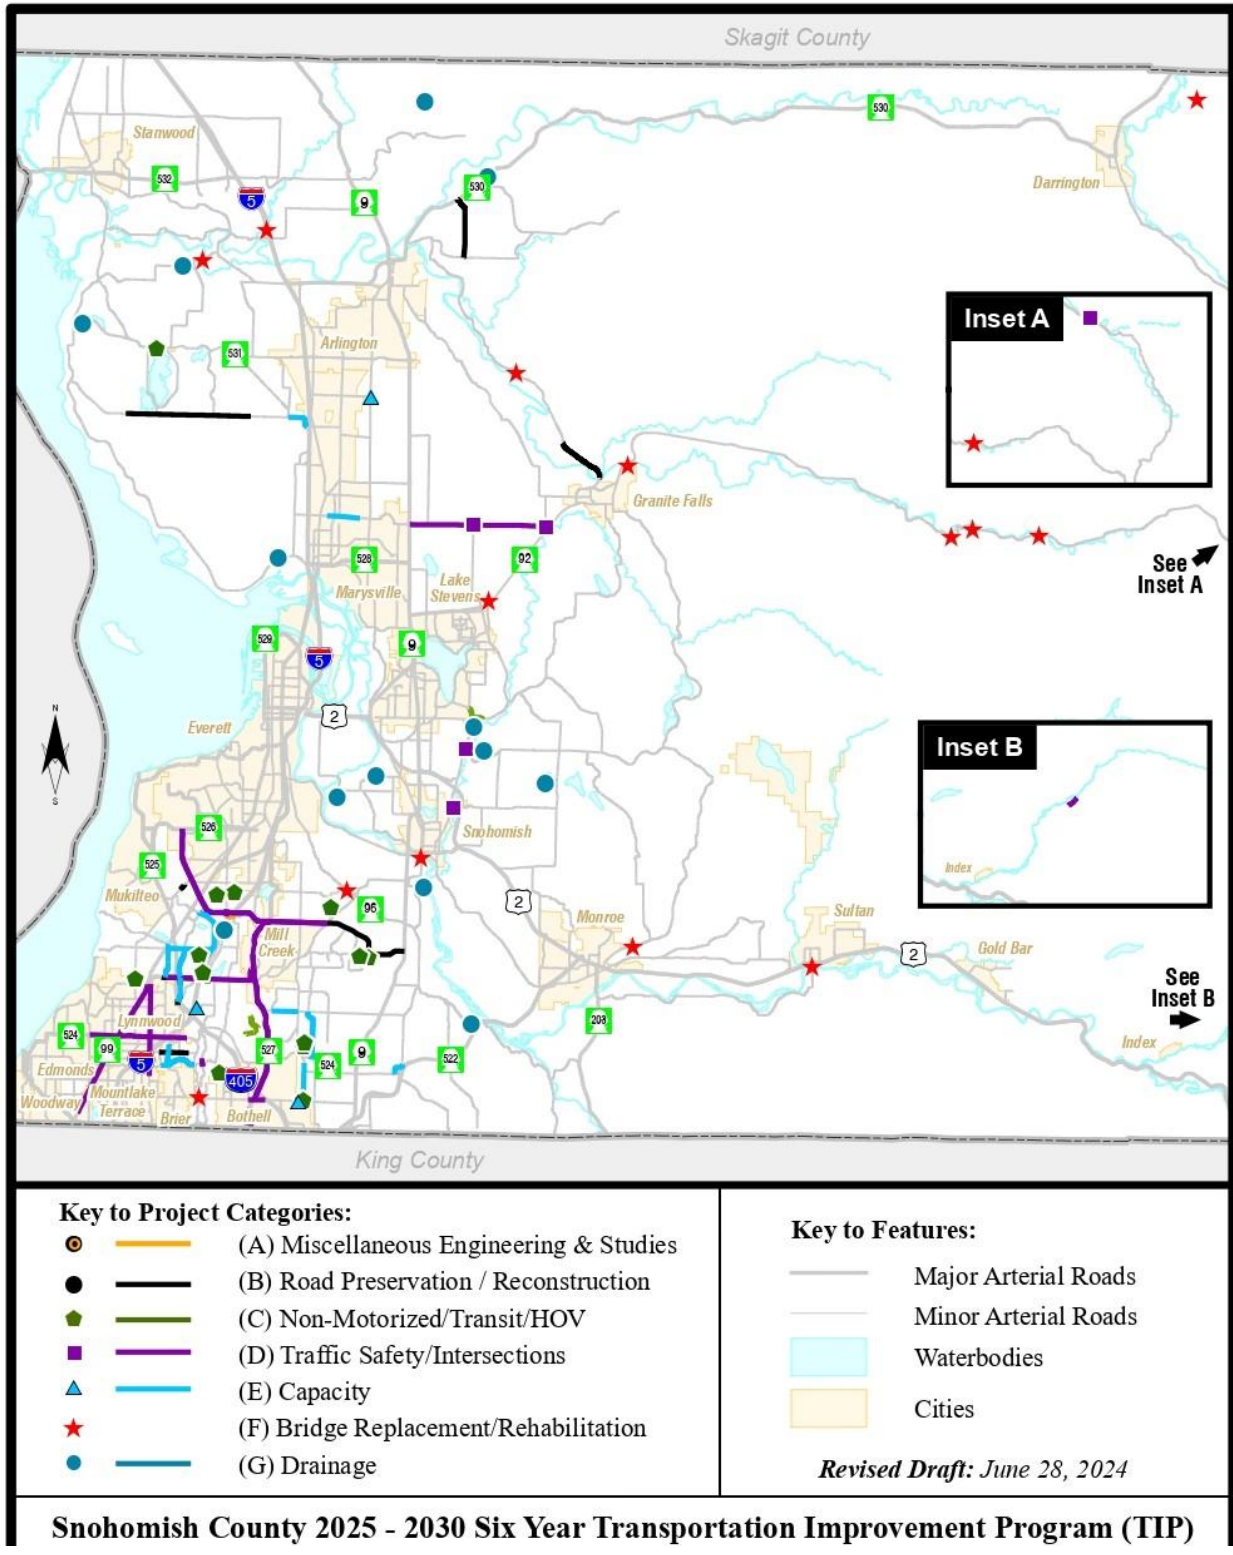 Skagit County
530
Stanwood
532
5
9
530
Darrington
Inset A
Arlington
531
Granite Falls
528
92
Lake
Stevens
Marysville
See
Inset A
529
9
5
N
S
2
Everett
Inset B
Index
526
Snohomish
525
Mukilteo
96
2
Monroe
Sultan
Mill
Creek
2
Gold Bar
See
Inset B
Lynnwood
203
524
99
5
527
524
9
522
Index
Edmonds
405
Woodway
Mountlake
Terrace
Brier
Bothell
King County
Key to Project Categories:
(A) Miscellaneous Engineering & Studies
(B) Road Preservation / Reconstruction
(C) Non-Motorized/Transit/HOV
(D) Traffic Safety/Intersections
(E) Capacity
(F) Bridge Replacement/Rehabilitation
(G) Drainage
Key to Features:
Major Arterial Roads
Minor Arterial Roads
Waterbodies
Cities
Revised Draft: June 28, 2024
Snohomish County 2025 - 2030 Six Year Transportation Improvement Program (TIP)